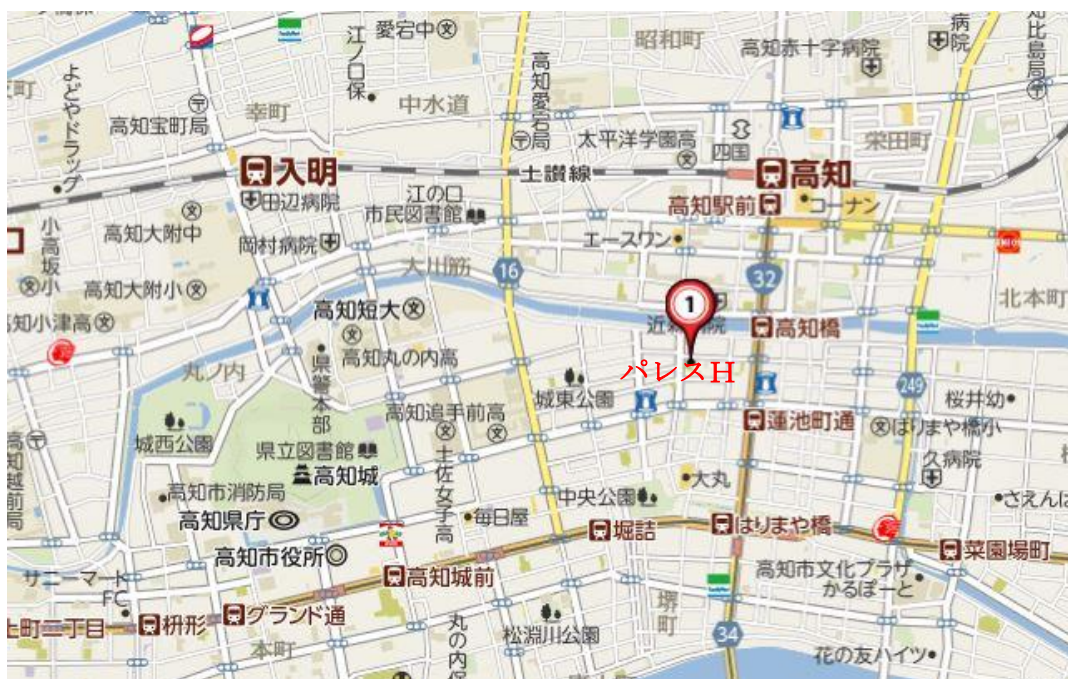 愛宕中
江ノ口保
昭和町
高知赤十字病院
病院
比島局
よどやドラッグ
幸町
中水道
高知宝町局
高知愛宕局
太平洋学園高
四国
栄田町
入明
土讃線
高知
田辺病院
江の口
市民図書館
高知駅前
コーナン
小高坂小
高知大附中
岡村病院
大川筋
エースワン
16
32
高知大附小
高知短大
1
北本町
高知小津高
県警本部
高知丸の内高
高知橋
丸ノ内
パレスH
249
城東公園
桜井幼
高知追手前高
蓮池町通
はりまや橋小
城西公園
県立図書館
久病院
高知城
土佐女子高
大丸
高知市消防局
中央公園
さえんば
高知県庁
毎日屋
堀詰
はりまや橋
高知市役所
菜園場町
高知城前
高知市文化プラザ
かるぽーと
サニーマート
FC
グランド通
堺町
上町二丁目
枡形
丸の内保
松淵川公園
34
本町
花の友ハイツ